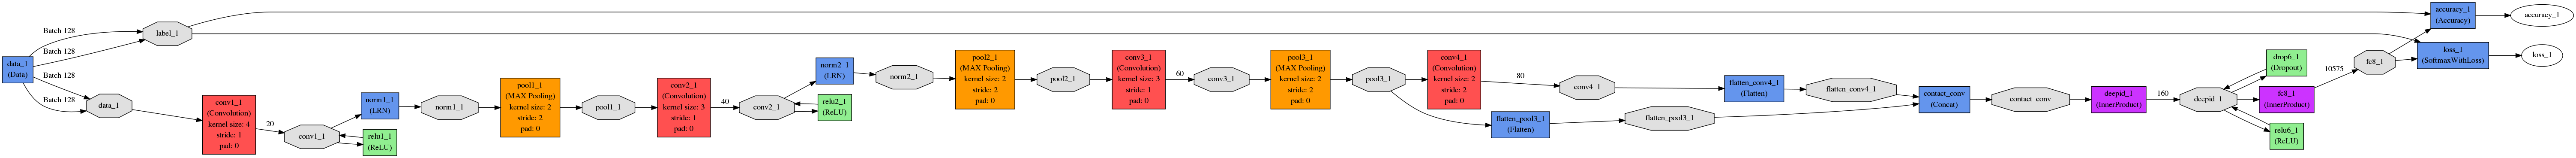 data_1
(Data)
Batch 128
Batch 128
Batch 128
Batch 128
label_1
data_1
conv1_1
(Convolution)
kernel size: 4
stride: 1
pad: 0
20
conv1_1
norm1_1
(LRN)
relu1_1
(ReLU)
norm1_1
pool1_1
(MAX Pooling)
kernel size: 2
stride: 2
pad: 0
pool1_1
conv2_1
(Convolution)
kernel size: 3
stride: 1
pad: 0
40
conv2_1
norm2_1
(LRN)
relu2_1
(ReLU)
norm2_1
pool2_1
(MAX Pooling)
kernel size: 2
stride: 2
pad: 0
pool2_1
conv3_1
(Convolution)
kernel size: 3
stride: 1
pad: 0
60
conv3_1
pool3_1
(MAX Pooling)
kernel size: 2
stride: 2
pad: 0
pool3_1
conv4_1
(Convolution)
kernel size: 2
stride: 2
pad: 0
80
conv4_1
flatten_pool3_1
(Flatten)
flatten_pool3_1
flatten_conv4_1
(Flatten)
flatten_conv4_1
contact_conv
(Concat)
contact_conv
deepid_1
(InnerProduct)
160
deepid_1
drop6_1
(Dropout)
fc8_1
(InnerProduct)
relu6_1
(ReLU)
10575
fc8_1
accuracy_1
(Accuracy)
accuracy_1
loss_1
(SoftmaxWithLoss)
loss_1